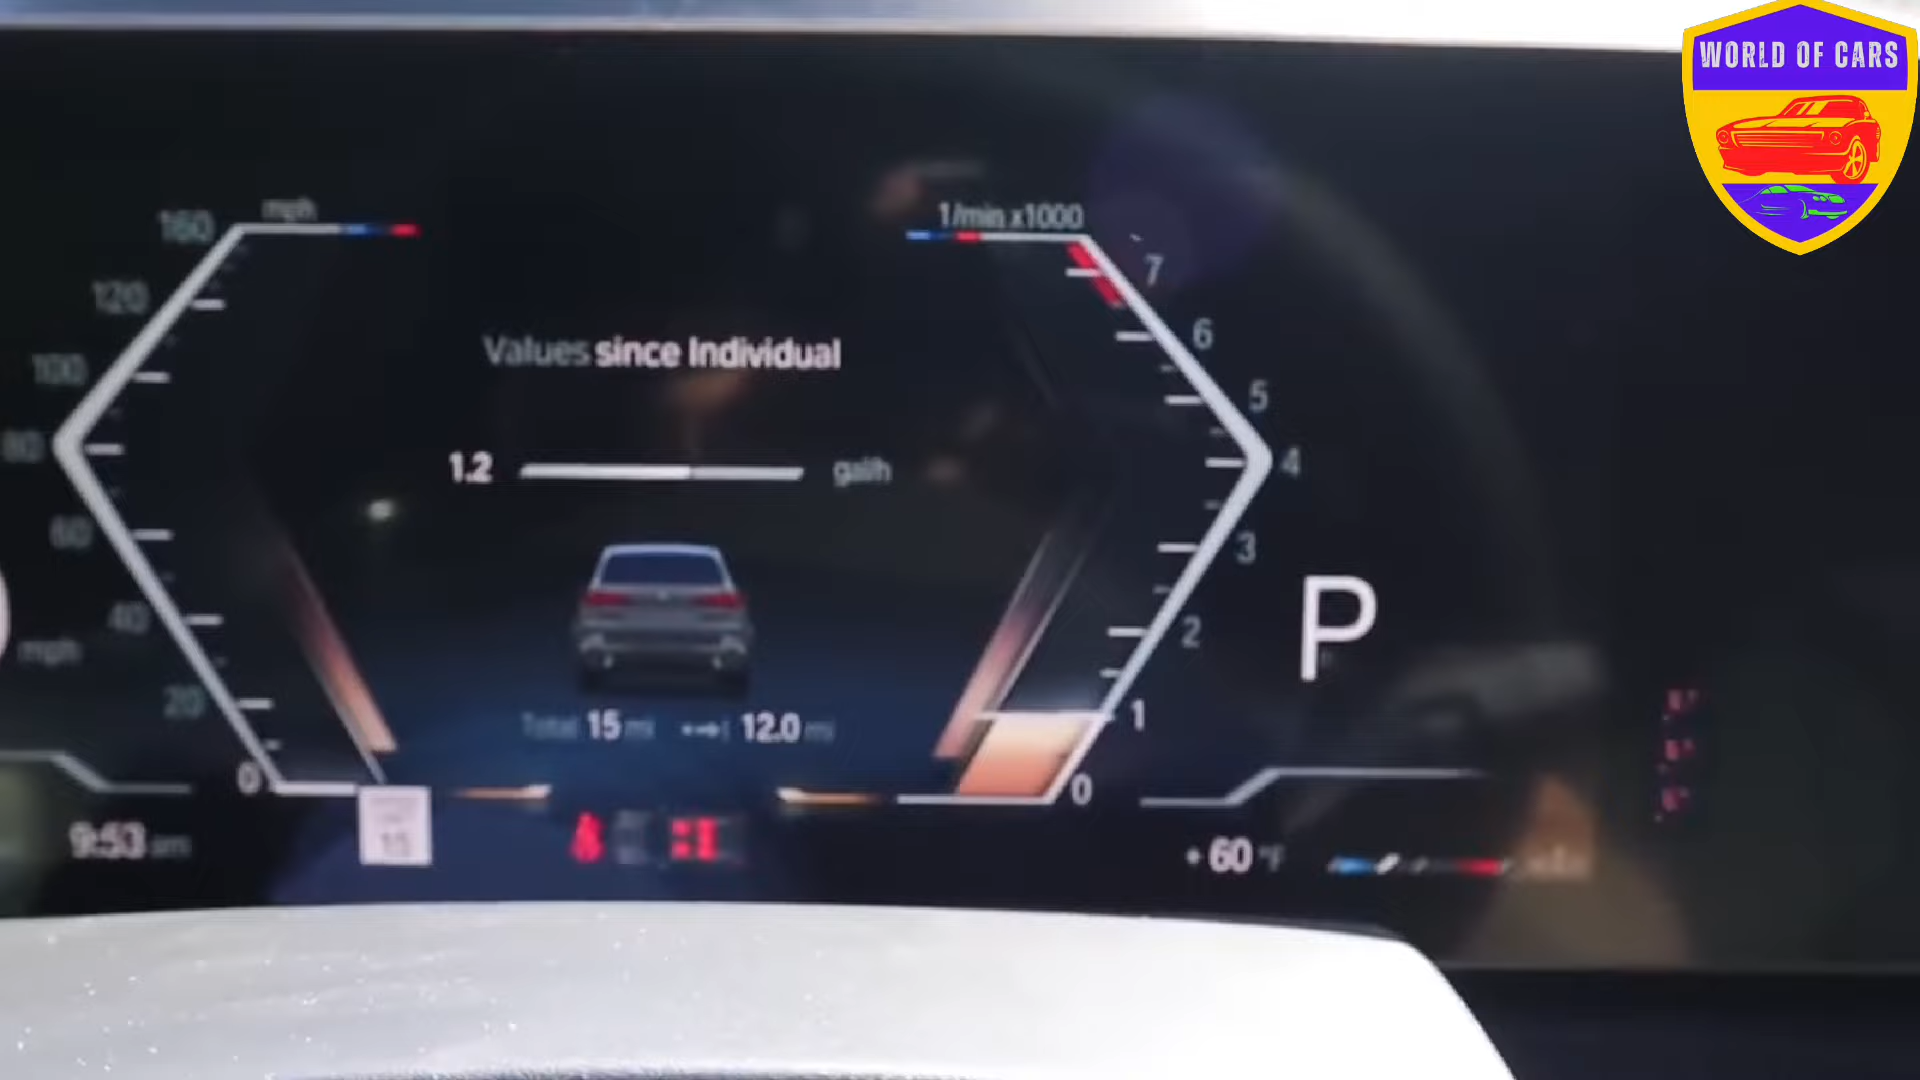 WORLD OF CARS
mph
160
120
100
80
60
40
20
0
mph
1/min x1000
7
6
5
4
3
2
1
0
Values since Individual
1.2 gal/h
Total 15 mi 12.0 mi
P
9:53 am
15
+ 60 °F